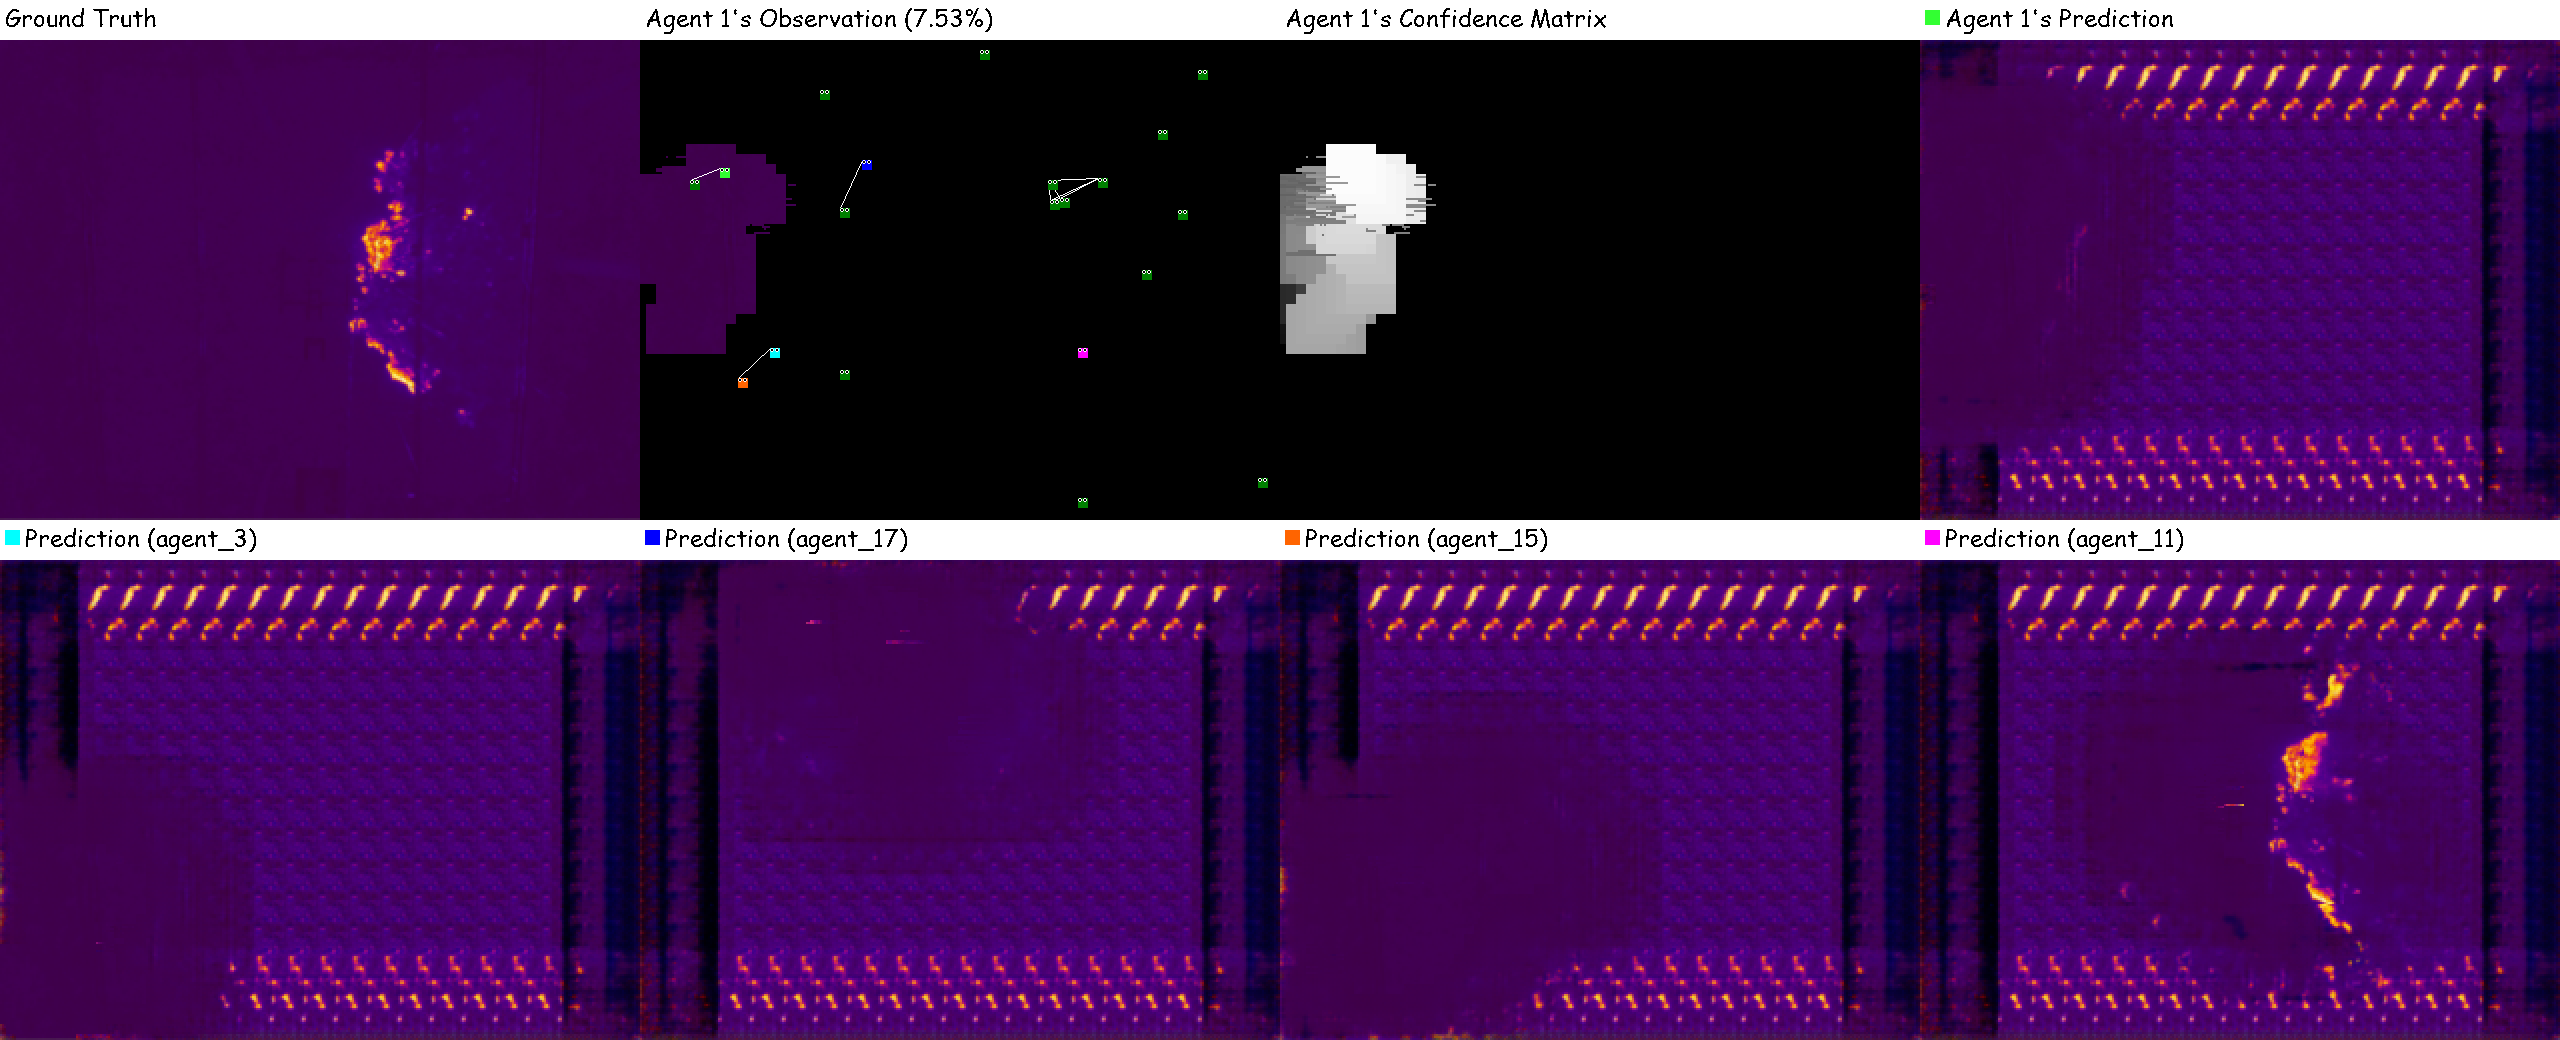 Ground Truth
Agent 1's Observation (7.53%)
Agent 1's Confidence Matrix
Agent 1's Prediction
Prediction (agent_3)
Prediction (agent_17)
Prediction (agent_15)
Prediction (agent_11)